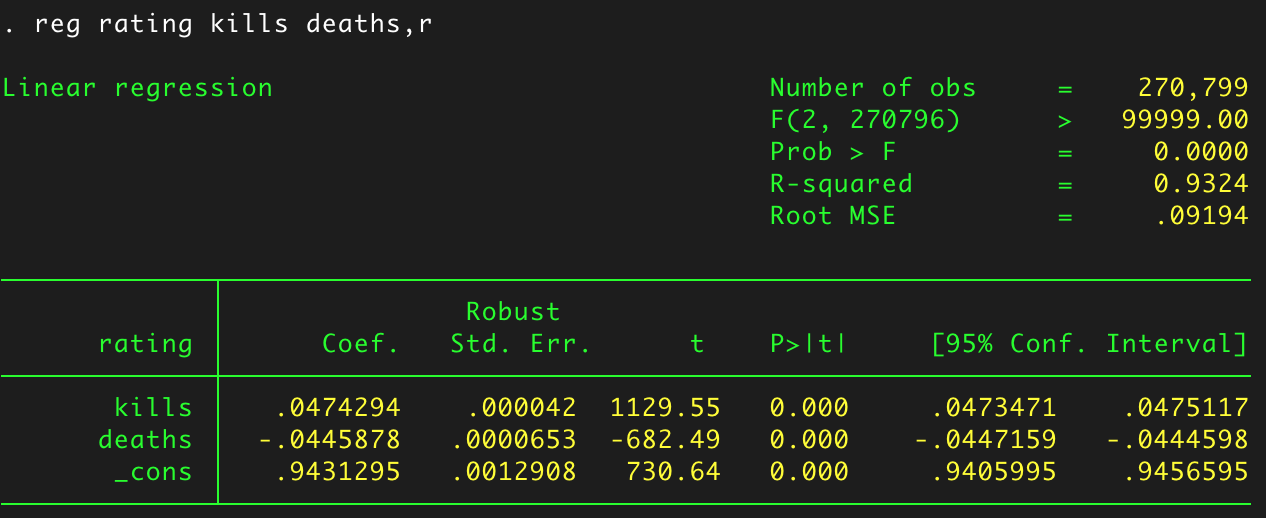 . reg rating kills deaths,r
Linear regression Number of obs = 270,799
F(2, 270796) > 99999.00
Prob > F = 0.0000
R-squared = 0.9324
Root MSE = .09194
Robust
rating Coef. Std. Err. t P>|t| [95% Conf. Interval]
kills .0474294 .000042 1129.55 0.000 .0473471 .0475117
deaths -.0445878 .0000653 -682.49 0.000 -.0447159 -.0444598
_cons .9431295 .0012908 730.64 0.000 .9405995 .9456595